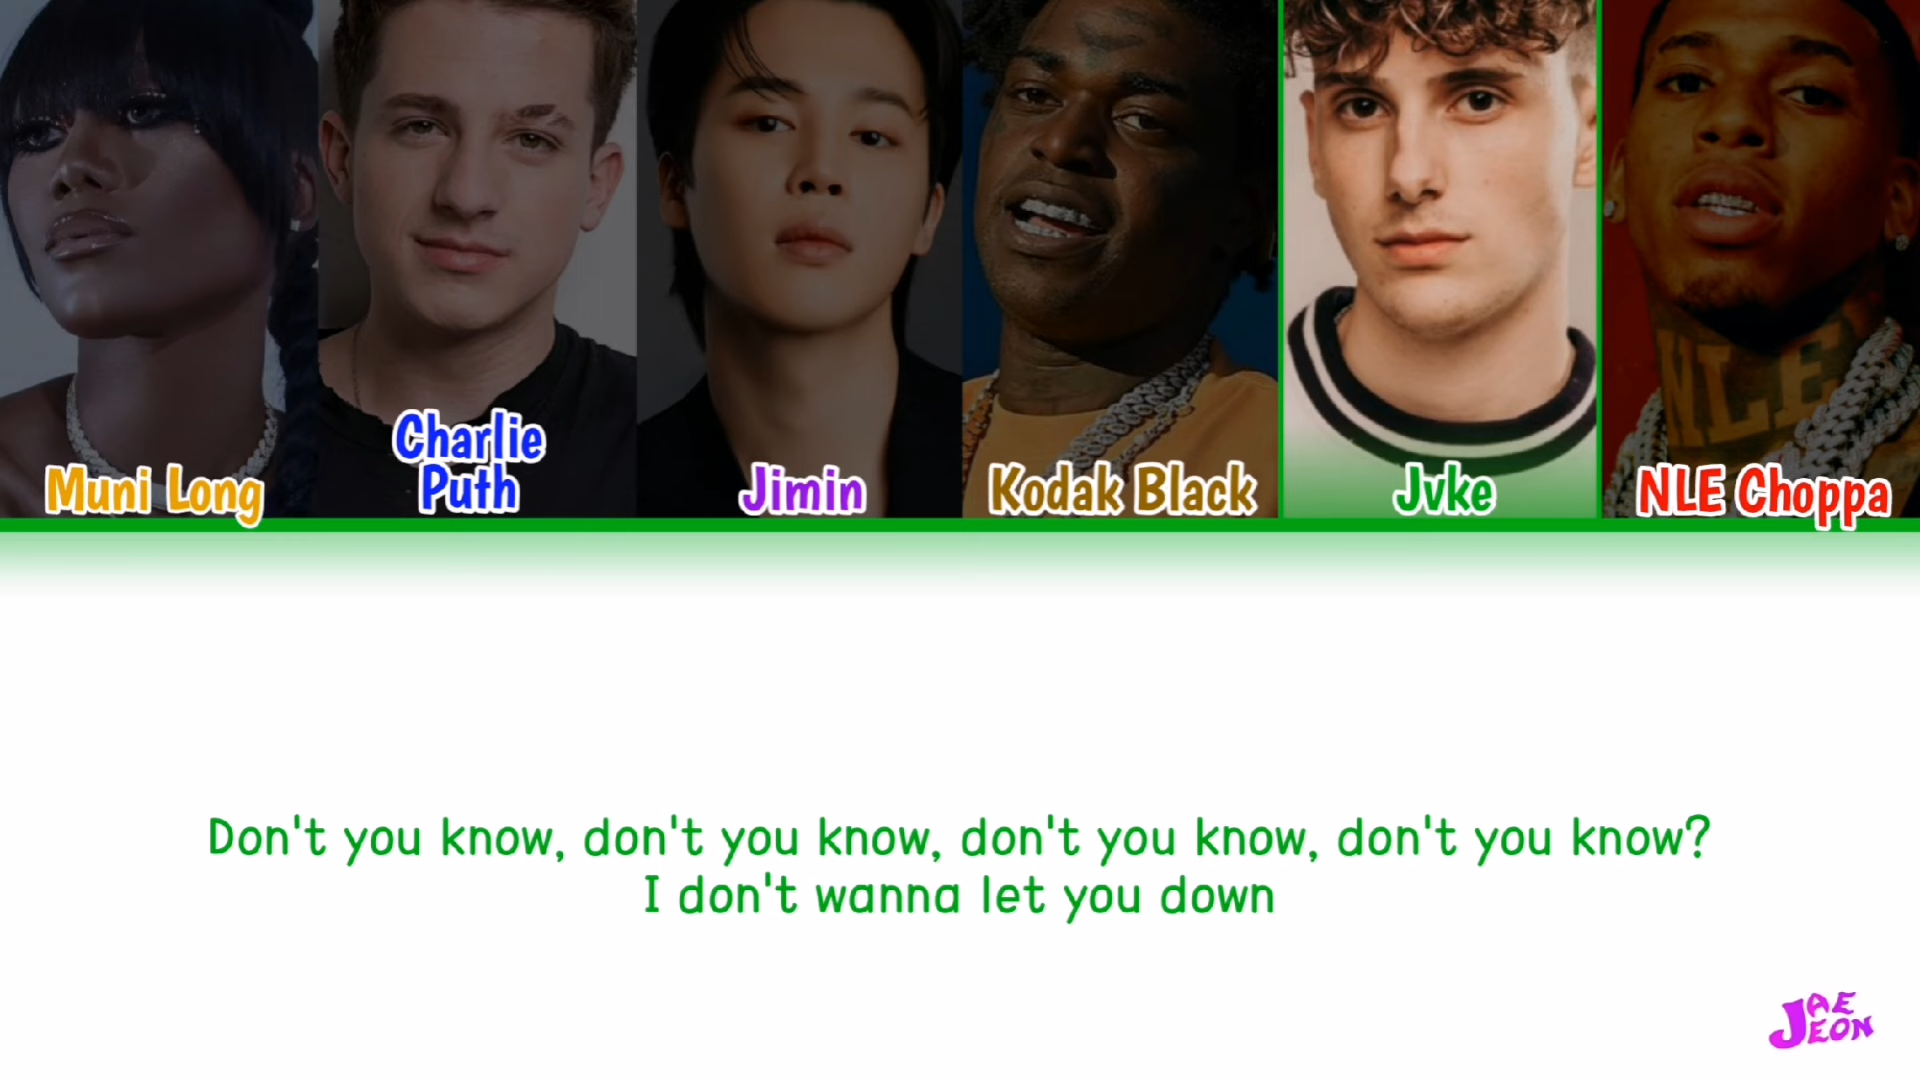 Muni Long
Charlie
Puth
Jimin
Kodak Black
Jvke
NLE Choppa
NLE
Don't you know, don't you know, don't you know, don't you know?
I don't wanna let you down
JAE
JEON